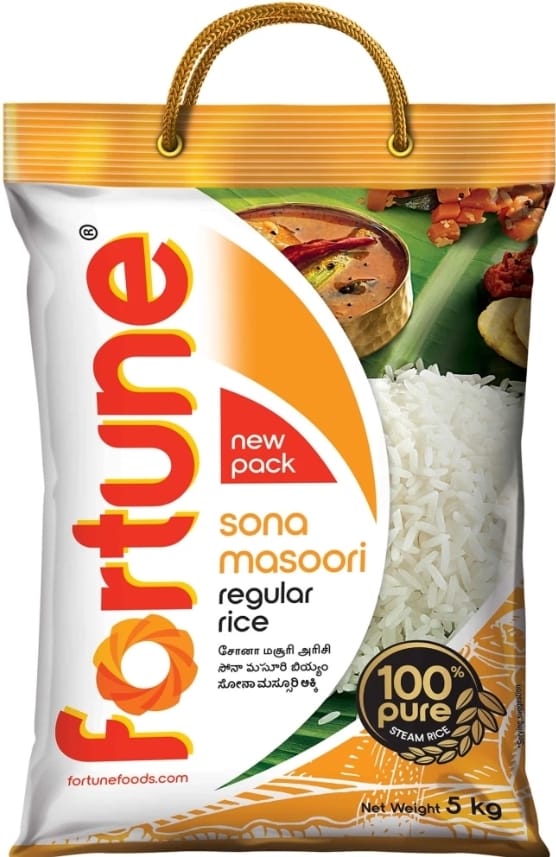 fortune®
new
pack
sona
masoori
regular
rice
சோனா மசூரி அரிசி
సోనా మసూరి బియ్యం
ಸೋನಾ ಮಸ್ಸೂರಿ ಅಕ್ಕಿ
100%
pure
STEAM RICE
fortunefoods.com
Net Weight 5 kg